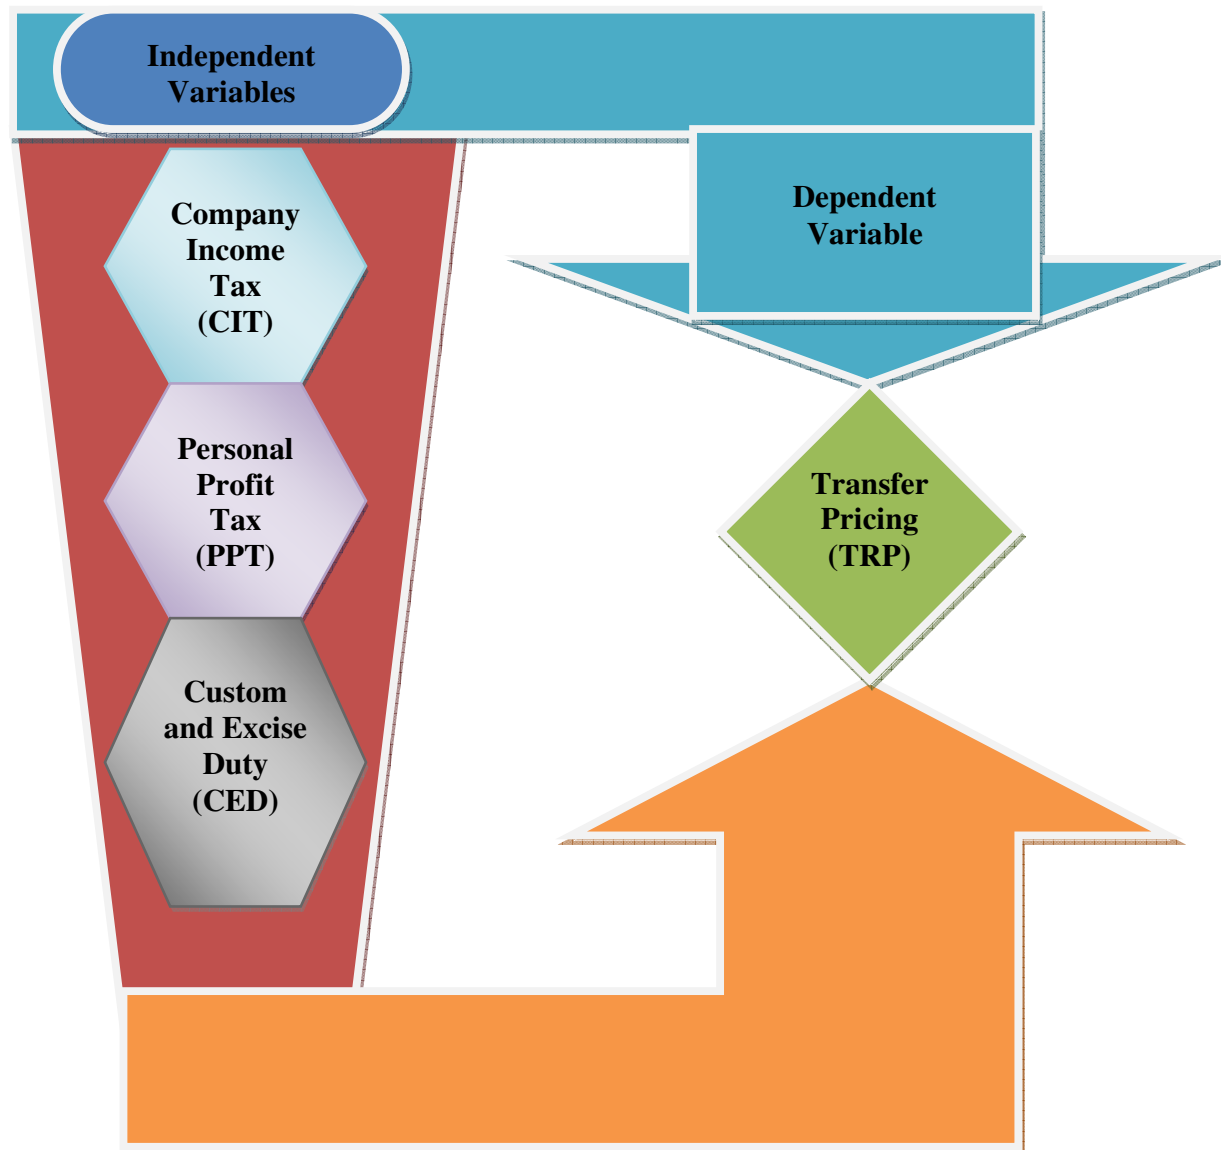 Independent
Variables
Company
Income
Tax
(CIT)
Personal
Profit
Tax
(PPT)
Custom
and Excise
Duty
(CED)
Dependent
Variable
Transfer
Pricing
(TRP)